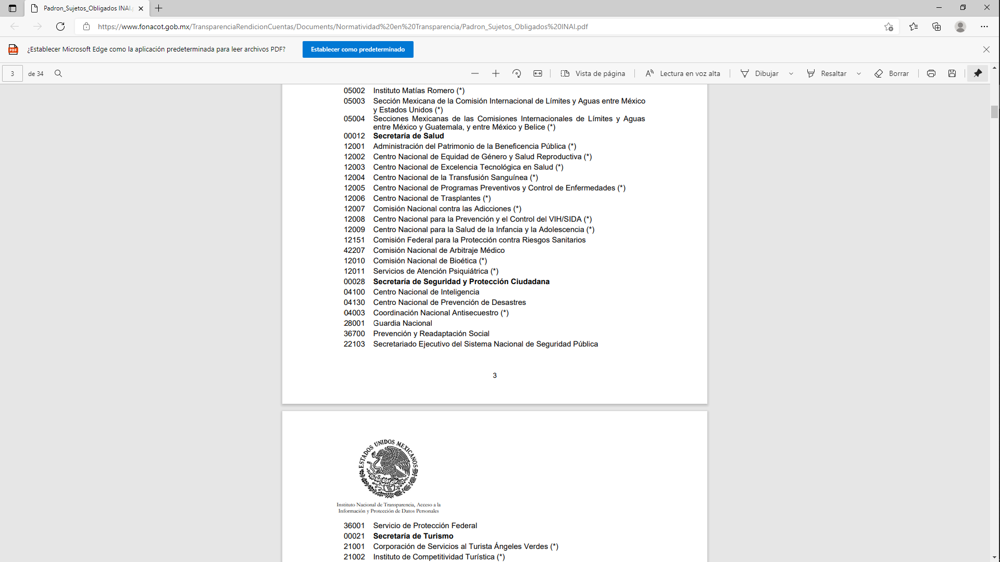 Padron_Sujetos_Obligados INAI.p
https://www.fonacot.gob.mx/TransparenciaRendicionCuentas/Documents/Normatividad%20en%20Transparencia/Padron_Sujetos_Obligados%20INAI.pdf
¿Establecer Microsoft Edge como la aplicación predeterminada para leer archivos PDF? Establecer como predeterminado
3 de 34 Vista de página Lectura en voz alta Dibujar Resaltar Borrar
05002 Instituto Matías Romero (*)
05003 Sección Mexicana de la Comisión Internacional de Límites y Aguas entre México
y Estados Unidos (*)
05004 Secciones Mexicanas de las Comisiones Internacionales de Límites y Aguas
entre México y Guatemala, y entre México y Belice (*)
00012 Secretaría de Salud
12001 Administración del Patrimonio de la Beneficencia Pública (*)
12002 Centro Nacional de Equidad de Género y Salud Reproductiva (*)
12003 Centro Nacional de Excelencia Tecnológica en Salud (*)
12004 Centro Nacional de la Transfusión Sanguínea (*)
12005 Centro Nacional de Programas Preventivos y Control de Enfermedades (*)
12006 Centro Nacional de Trasplantes (*)
12007 Comisión Nacional contra las Adicciones (*)
12008 Centro Nacional para la Prevención y el Control del VIH/SIDA (*)
12009 Centro Nacional para la Salud de la Infancia y la Adolescencia (*)
12151 Comisión Federal para la Protección contra Riesgos Sanitarios
42207 Comisión Nacional de Arbitraje Médico
12010 Comisión Nacional de Bioética (*)
12011 Servicios de Atención Psiquiátrica (*)
00028 Secretaría de Seguridad y Protección Ciudadana
04100 Centro Nacional de Inteligencia
04130 Centro Nacional de Prevención de Desastres
04003 Coordinación Nacional Antisecuestro (*)
28001 Guardia Nacional
36700 Prevención y Readaptación Social
22103 Secretariado Ejecutivo del Sistema Nacional de Seguridad Pública
3
ESTADOS UNIDOS MEXICANOS
Instituto Nacional de Transparencia, Acceso a la
Información y Protección de Datos Personales
36001 Servicio de Protección Federal
00021 Secretaría de Turismo
21001 Corporación de Servicios al Turista Ángeles Verdes (*)
21002 Instituto de Competitividad Turística (*)